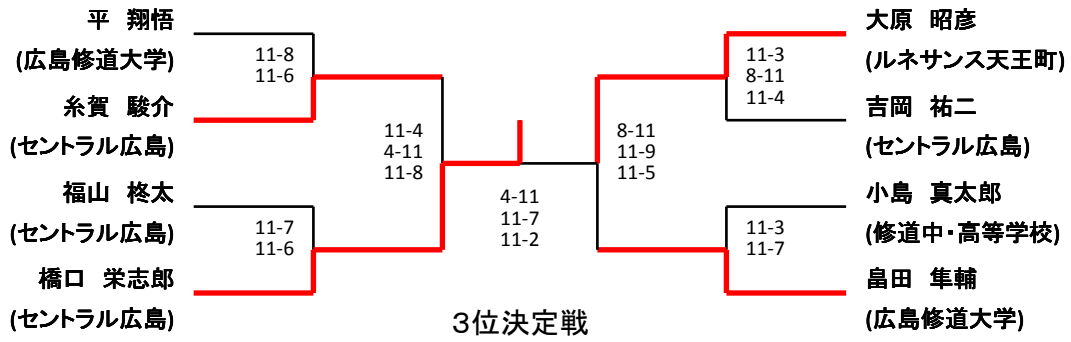 平 翔悟
(広島修道大学)
糸賀 駿介
(セントラル広島)
福山 柊太
(セントラル広島)
橋口 栄志郎
(セントラル広島)
11-8
11-6
11-7
11-6
11-4
4-11
11-8
4-11
11-7
11-2
3位決定戦
8-11
11-9
11-5
11-3
8-11
11-4
11-3
11-7
大原 昭彦
(ルネサンス天王町)
吉岡 祐二
(セントラル広島)
小島 真太郎
(修道中・高等学校)
畠田 隼輔
(広島修道大学)